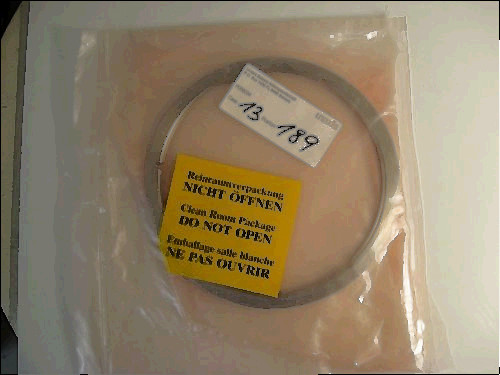 13 189
Reinraumverpackung
NICHT ÖFFNEN
Clean Room Package
DO NOT OPEN
Emballage salle blanche
NE PAS OUVRIR